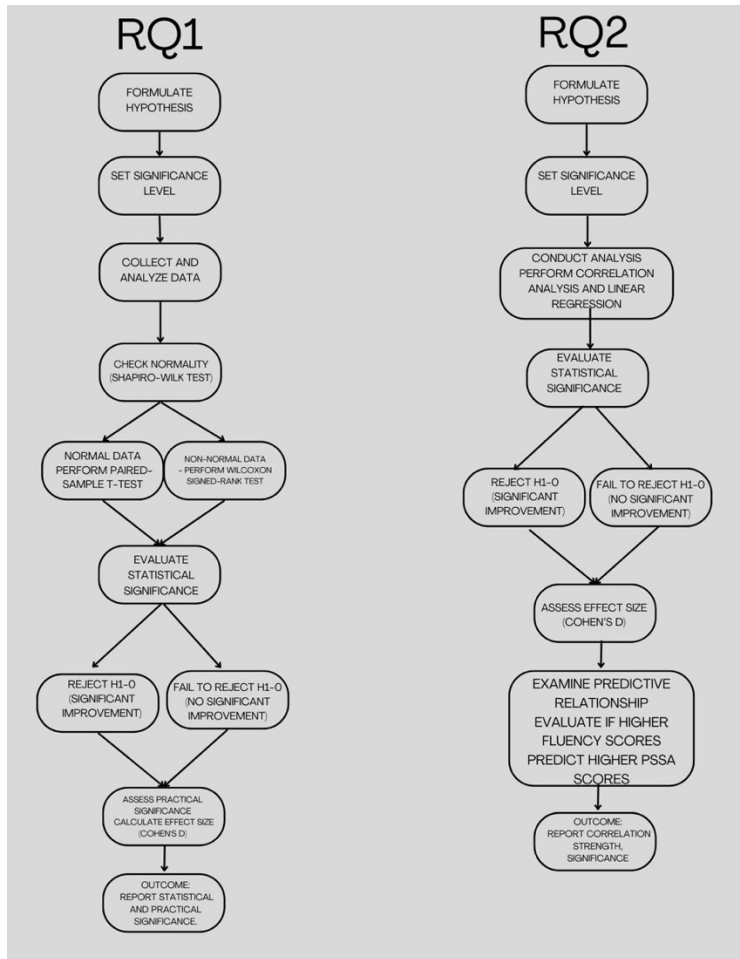 RQ1
FORMULATE
HYPOTHESIS
SET SIGNIFICANCE
LEVEL
COLLECT AND
ANALYZE DATA
CHECK NORMALITY
(SHAPIRO-WILK TEST)
NORMAL DATA
PERFORM PAIRED-
SAMPLE T-TEST
NON-NORMAL DATA
- PERFORM WILCOXON
SIGNED-RANK TEST
EVALUATE
STATISTICAL
SIGNIFICANCE
REJECT H1-0
(SIGNIFICANT
IMPROVEMENT)
FAIL TO REJECT H1-0
(NO SIGNIFICANT
IMPROVEMENT)
ASSESS PRACTICAL
SIGNIFICANCE
CALCULATE EFFECT SIZE
(COHEN'S D)
OUTCOME:
REPORT STATISTICAL
AND PRACTICAL
SIGNIFICANCE.
RQ2
FORMULATE
HYPOTHESIS
SET SIGNIFICANCE
LEVEL
CONDUCT ANALYSIS
PERFORM CORRELATION
ANALYSIS AND LINEAR
REGRESSION
EVALUATE
STATISTICAL
SIGNIFICANCE
REJECT H1-0
(SIGNIFICANT
IMPROVEMENT)
FAIL TO REJECT H1-0
(NO SIGNIFICANT
IMPROVEMENT)
ASSESS EFFECT SIZE
(COHEN'S D)
EXAMINE PREDICTIVE
RELATIONSHIP
EVALUATE IF HIGHER
FLUENCY SCORES
PREDICT HIGHER PSSA
SCORES
OUTCOME:
REPORT CORRELATION
STRENGTH,
SIGNIFICANCE